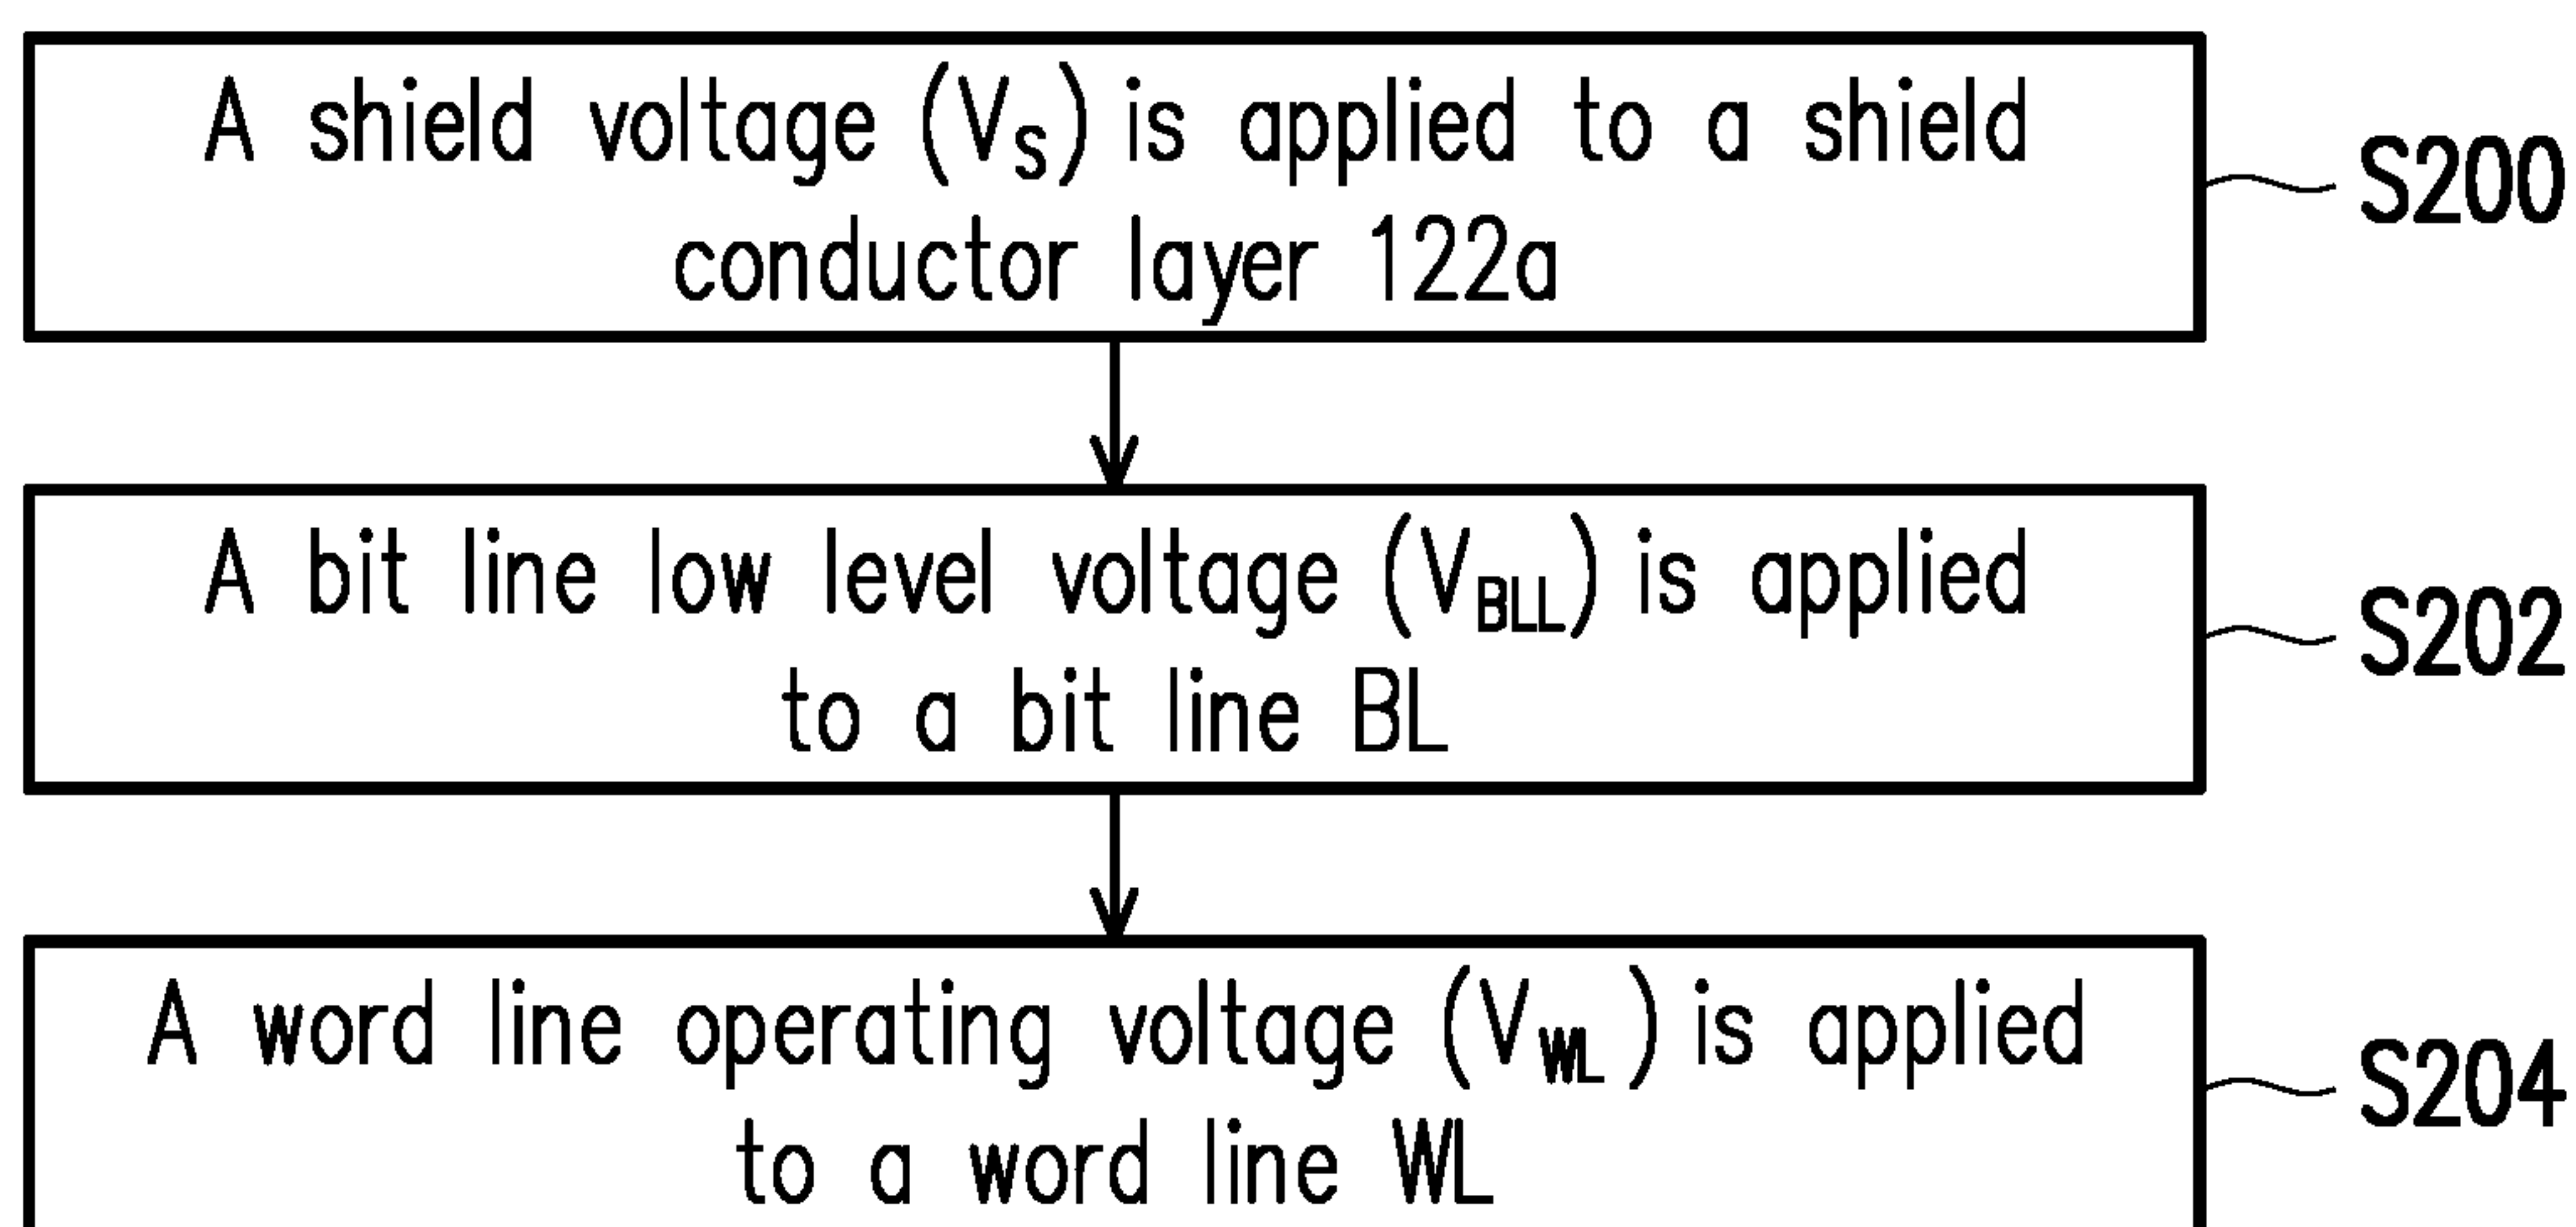 A shield voltage (VS) is applied to a shield
conductor layer 122a
S200
A bit line low level voltage (VBLL) is applied
to a bit line BL
S202
A word line operating voltage (VWL) is applied
to a word line WL
S204